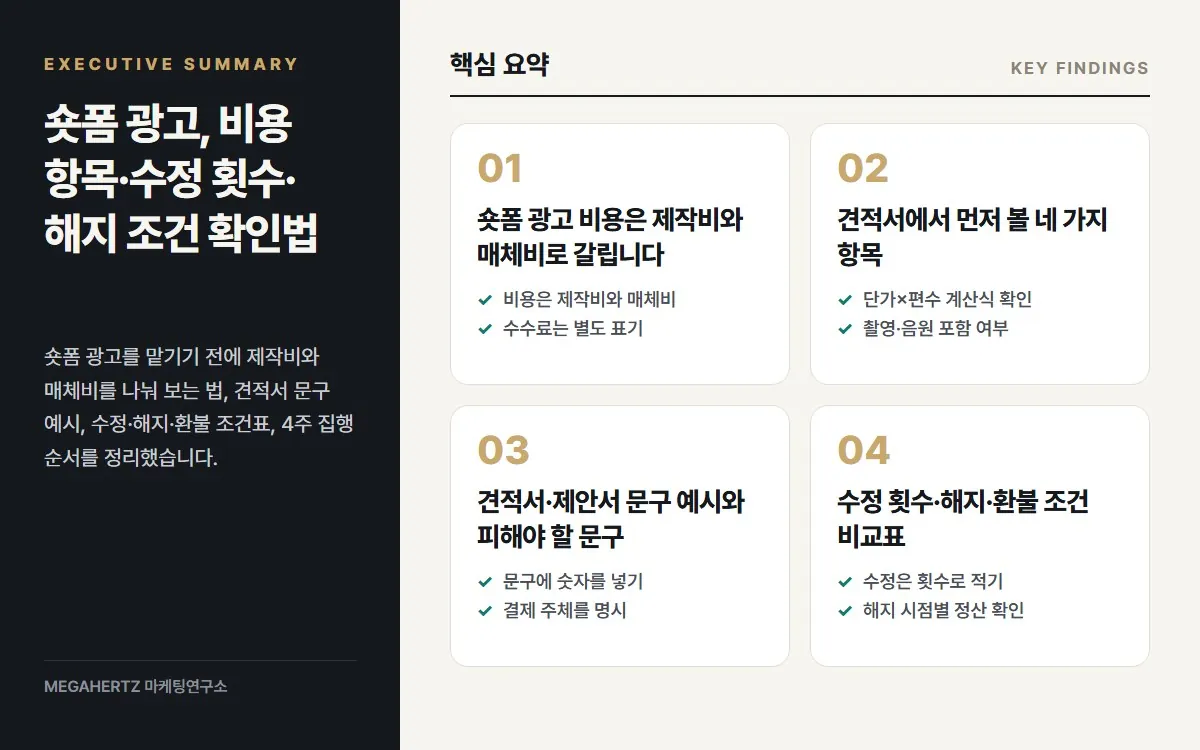 EXECUTIVE SUMMARY
숏폼 광고, 비용
항목·수정 횟수·
해지 조건 확인법
숏폼 광고를 맡기기 전에 제작비와
매체비를 나눠 보는 법, 견적서 문구
예시, 수정·해지·환불 조건표, 4주 집행
순서를 정리했습니다.
MEGAHERTZ 마케팅연구소
핵심 요약
KEY FINDINGS
01
숏폼 광고 비용은 제작비와
매체비로 갈립니다
✓ 비용은 제작비와 매체비
✓ 수수료는 별도 표기
02
견적서에서 먼저 볼 네 가지
항목
✓ 단가×편수 계산식 확인
✓ 촬영·음원 포함 여부
03
견적서·제안서 문구 예시와
피해야 할 문구
✓ 문구에 숫자를 넣기
✓ 결제 주체를 명시
04
수정 횟수·해지·환불 조건
비교표
✓ 수정은 횟수로 적기
✓ 해지 시점별 정산 확인